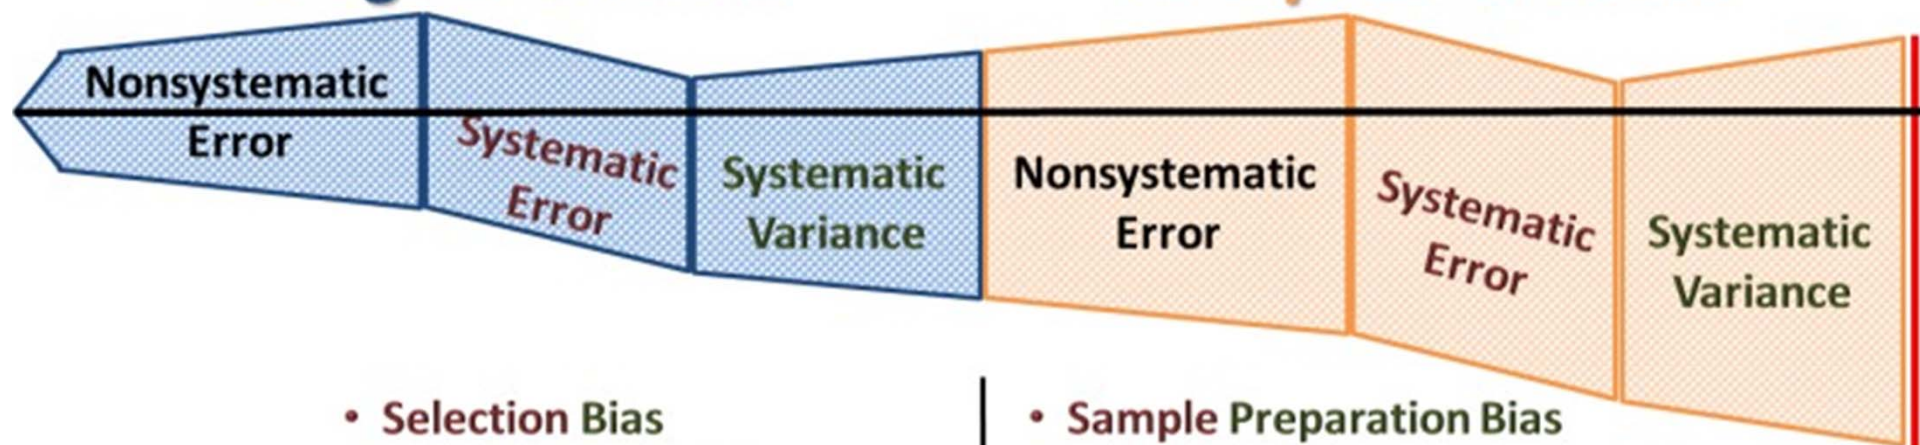 Nonsystematic
Error
Systematic
Error
Systematic
Variance
Nonsystematic
Error
Systematic
Error
Systematic
Variance
• Selection Bias
• Sample Preparation Bias